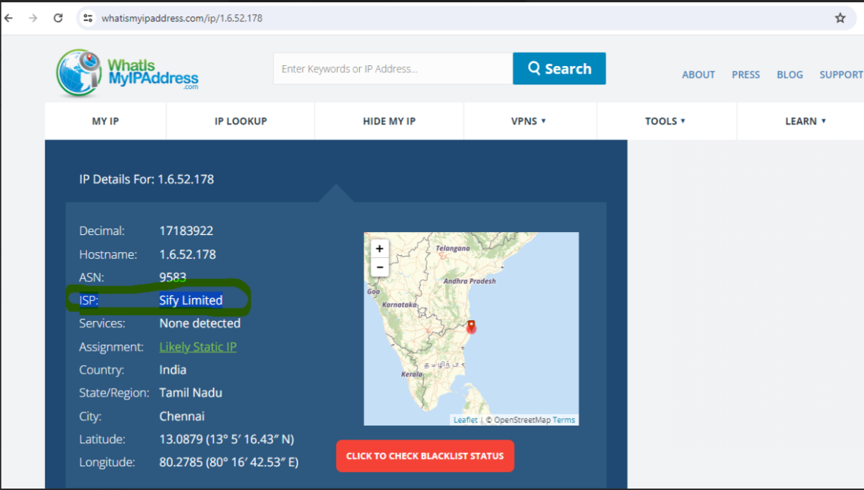 whatismyipaddress.com/ip/1.6.52.178
WhatIs
MyIPAddress
.com
Enter Keywords or IP Address...
Search
ABOUT PRESS BLOG SUPPORT
MY IP IP LOOKUP HIDE MY IP VPNS TOOLS LEARN
IP Details For: 1.6.52.178
Decimal: 17183922
Hostname: 1.6.52.178
ASN: 9583
ISP: Sify Limited
Services: None detected
Assignment: Likely Static IP
Country: India
State/Region: Tamil Nadu
City: Chennai
Latitude: 13.0879 (13° 5′ 16.43″ N)
Longitude: 80.2785 (80° 16′ 42.53″ E)
+
−
Telangana
Andhra Pradesh
Goa
Karnataka
தமிழ்நாடு
Kerala
Leaflet | © OpenStreetMap Terms
CLICK TO CHECK BLACKLIST STATUS